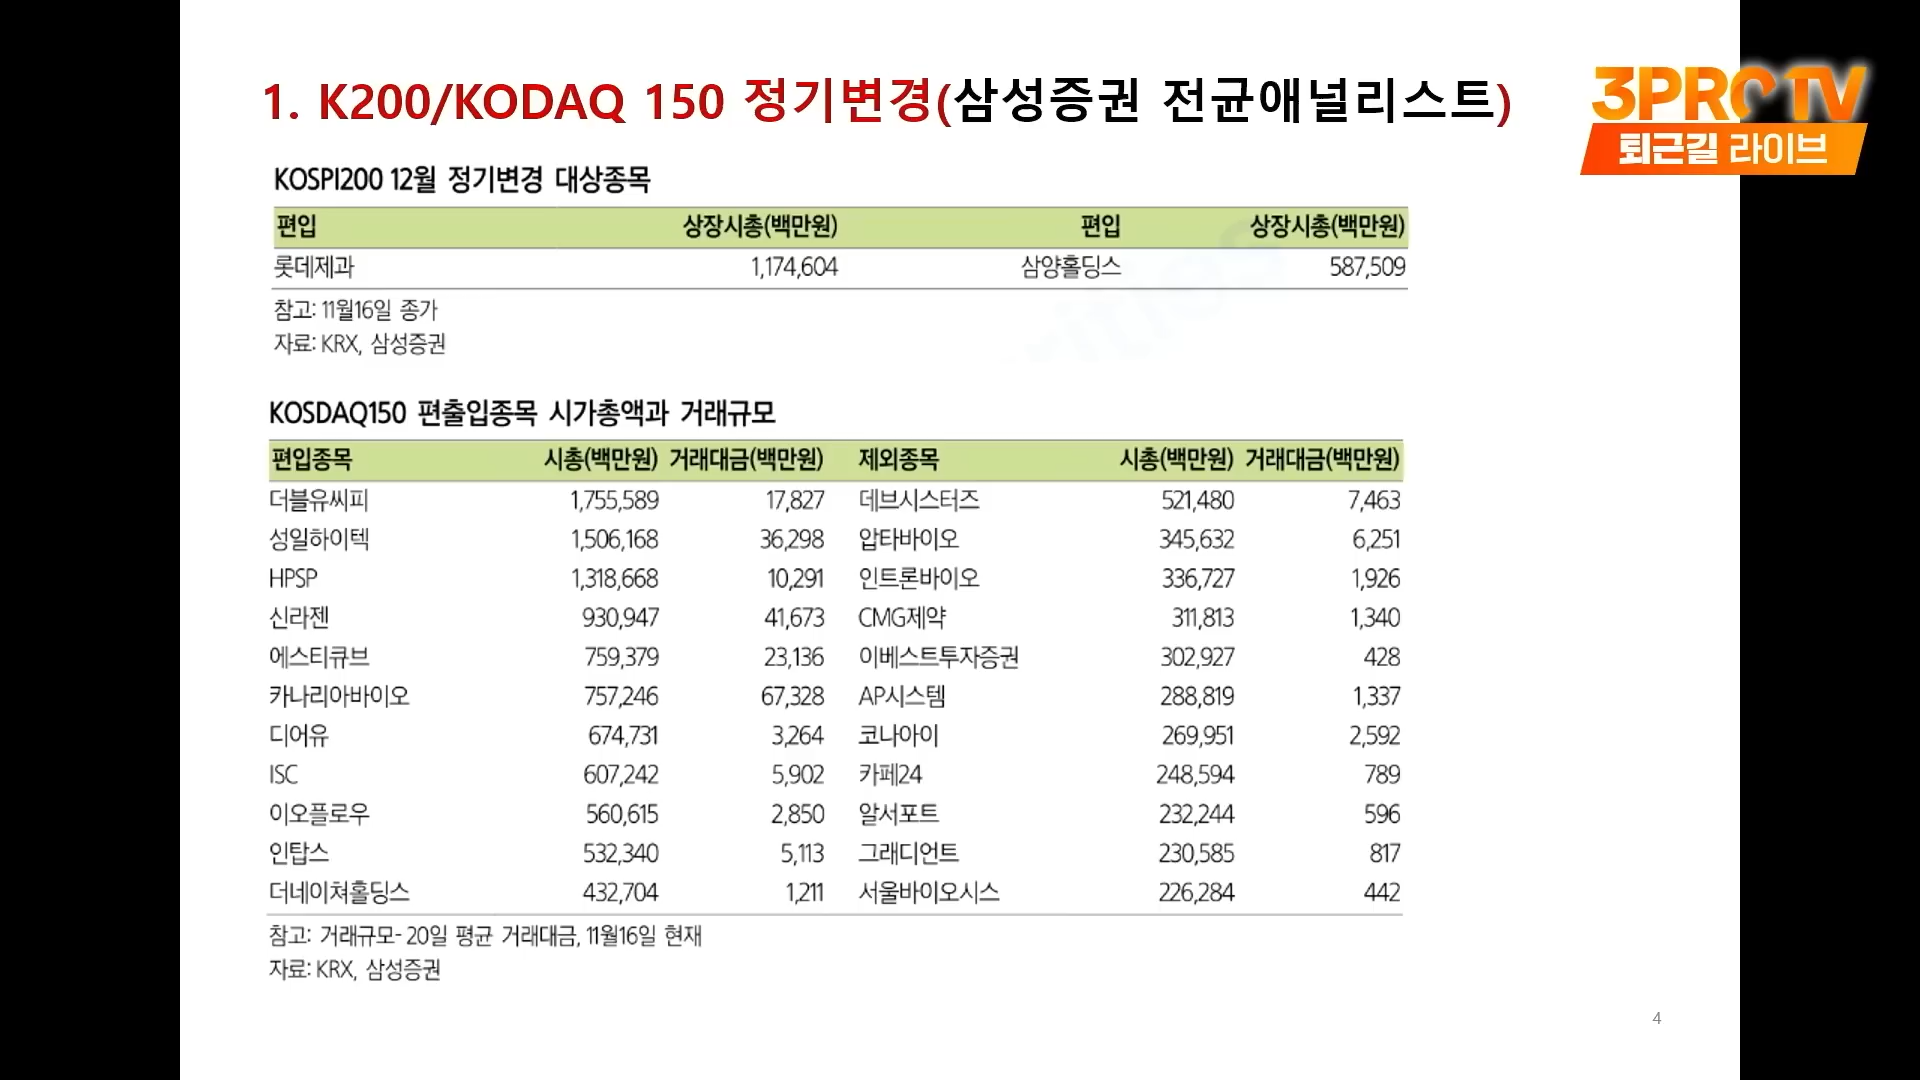 1. K200/KODAQ 150 정기변경(삼성증권 전균애널리스트)
3PROTV
퇴근길 라이브
KOSPI200 12월 정기변경 대상종목
편입 상장시총(백만원) 편입 상장시총(백만원)
롯데제과 1,174,604 삼양홀딩스 587,509
참고: 11월16일 종가
자료: KRX, 삼성증권
KOSDAQ150 편출입종목 시가총액과 거래규모
편입종목 시총(백만원) 거래대금(백만원) 제외종목 시총(백만원) 거래대금(백만원)
더블유씨피 1,755,589 17,827 데브시스터즈 521,480 7,463
성일하이텍 1,506,168 36,298 압타바이오 345,632 6,251
HPSP 1,318,668 10,291 인트론바이오 336,727 1,926
신라젠 930,947 41,673 CMG제약 311,813 1,340
에스티큐브 759,379 23,136 이베스트투자증권 302,927 428
카나리아바이오 757,246 67,328 AP시스템 288,819 1,337
디어유 674,731 3,264 코나아이 269,951 2,592
ISC 607,242 5,902 카페24 248,594 789
이오플로우 560,615 2,850 알서포트 232,244 596
인탑스 532,340 5,113 그래디언트 230,585 817
더네이쳐홀딩스 432,704 1,211 서울바이오시스 226,284 442
참고: 거래규모- 20일 평균 거래대금, 11월16일 현재
자료: KRX, 삼성증권
4